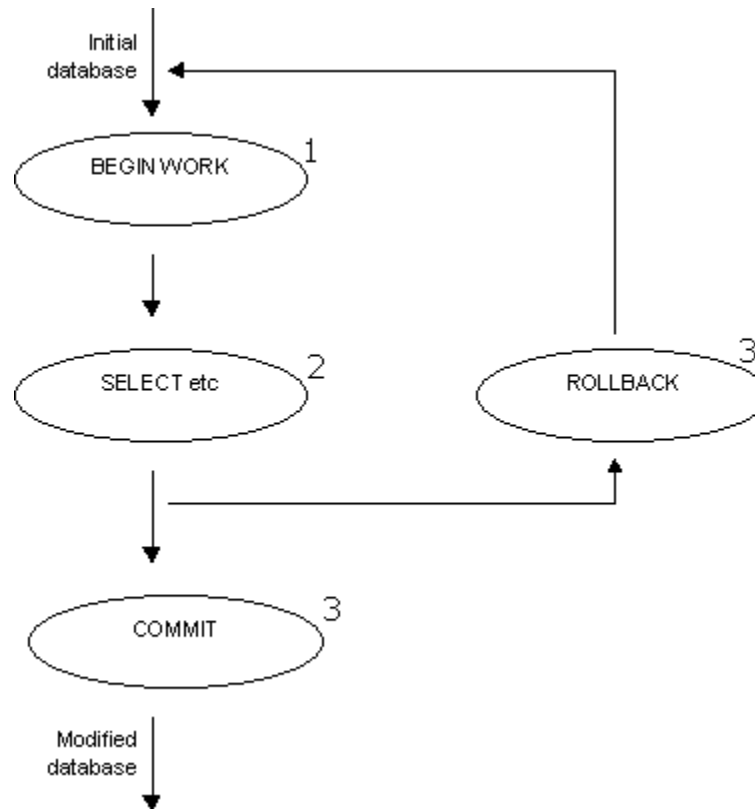 Initial
database
1
BEGIN WORK
2
SELECT etc
3
ROLLBACK
3
COMMIT
Modified
database